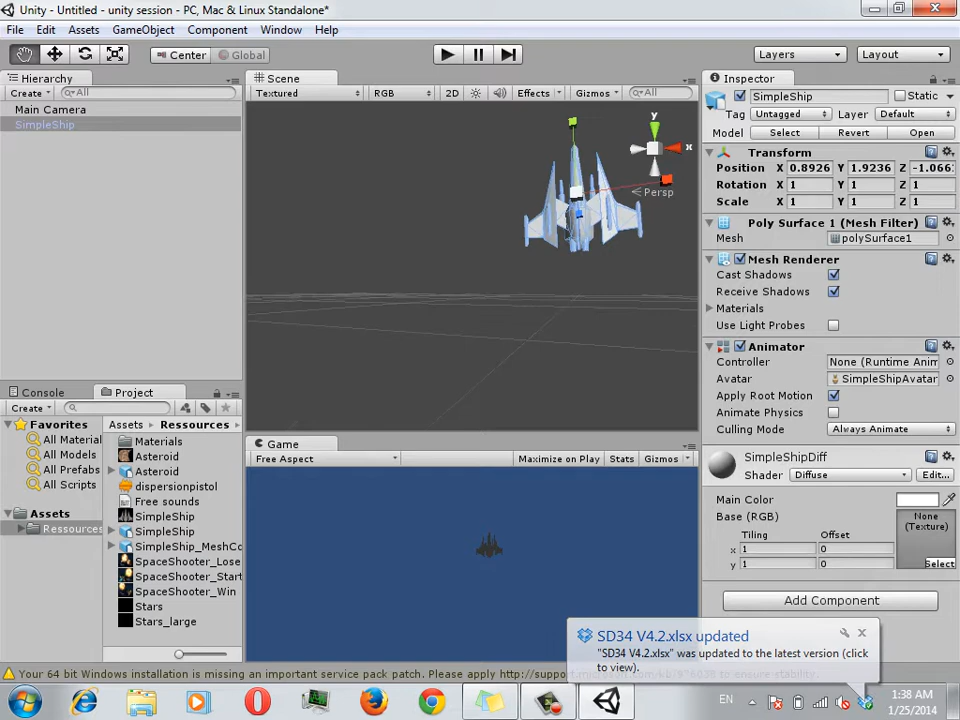 Unity - Untitled - unity session - PC, Mac & Linux Standalone*
File Edit Assets GameObject Component Window Help
Center Global Layers Layout
Hierarchy
Create All
Main Camera
SimpleShip
Scene
Textured RGB 2D Effects Gizmos All
y
x
Persp
Inspector
SimpleShip Static
Tag Untagged Layer Default
Model Select Revert Open
Transform
Position X 0.8926 Y 1.9236 Z -1.066
Rotation X 1 Y 1 Z 1
Scale X 1 Y 1 Z 1
Poly Surface 1 (Mesh Filter)
Mesh polySurface1
Mesh Renderer
Cast Shadows
Receive Shadows
Materials
Use Light Probes
Animator
Controller None (Runtime Anim
Avatar SimpleShipAvatar
Apply Root Motion
Animate Physics
Culling Mode Always Animate
SimpleShipDiff
Shader Diffuse Edit...
Main Color
Base (RGB) None
(Texture)
Tiling Offset
x 1 0
y 1 0
Select
Add Component
Console Project
Create
Favorites
All Material
All Models
All Prefabs
All Scripts
Assets
Ressources
Assets Ressources
Materials
Asteroid
Asteroid
dispersionpistol
Free sounds
SimpleShip
SimpleShip
SimpleShip_MeshCo
SpaceShooter_Lose
SpaceShooter_Start
SpaceShooter_Win
Stars
Stars_large
Game
Free Aspect Maximize on Play Stats Gizmos
SD34 V4.2.xlsx updated
"SD34 V4.2.xlsx" was updated to the latest version (click
to view).
Your 64 bit Windows installation is missing an important service pack patch. Please apply http://support.microsoft.com/kb/976038 to ensure stability.
EN
1:38 AM
1/25/2014